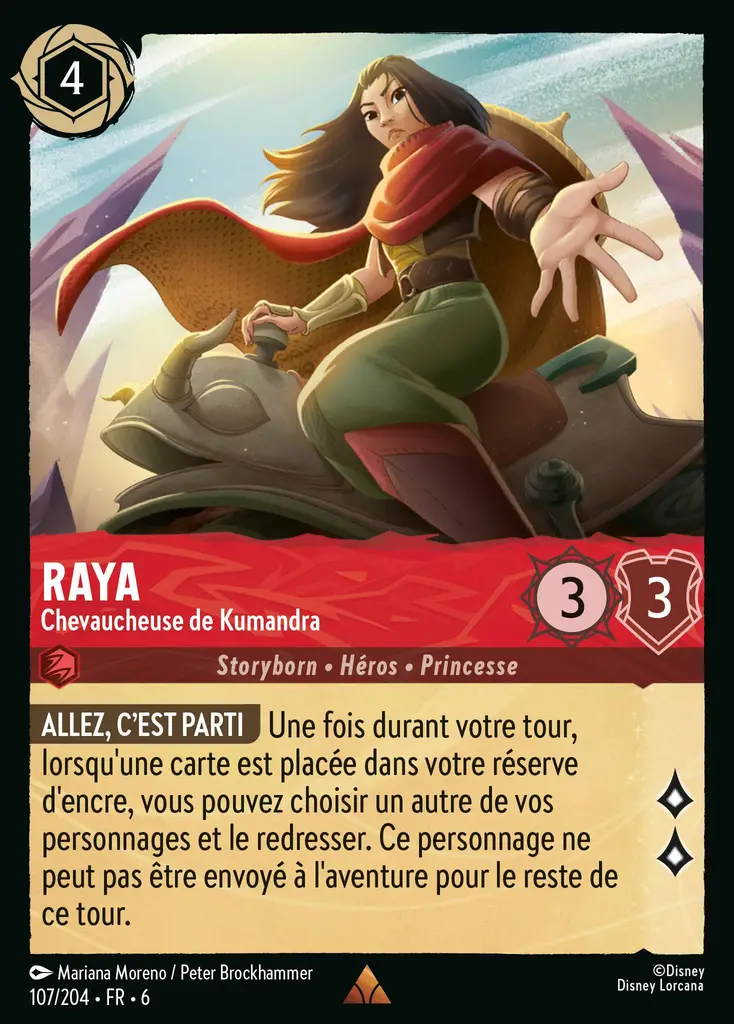 4
RAYA
Chevaucheuse de Kumandra
3
3
Storyborn • Héros • Princesse
ALLEZ, C'EST PARTI Une fois durant votre tour,
lorsqu'une carte est placée dans votre réserve
d'encre, vous pouvez choisir un autre de vos
personnages et le redresser. Ce personnage ne
peut pas être envoyé à l'aventure pour le reste de
ce tour.
Mariana Moreno / Peter Brockhammer
107/204 • FR • 6
©Disney
Disney Lorcana